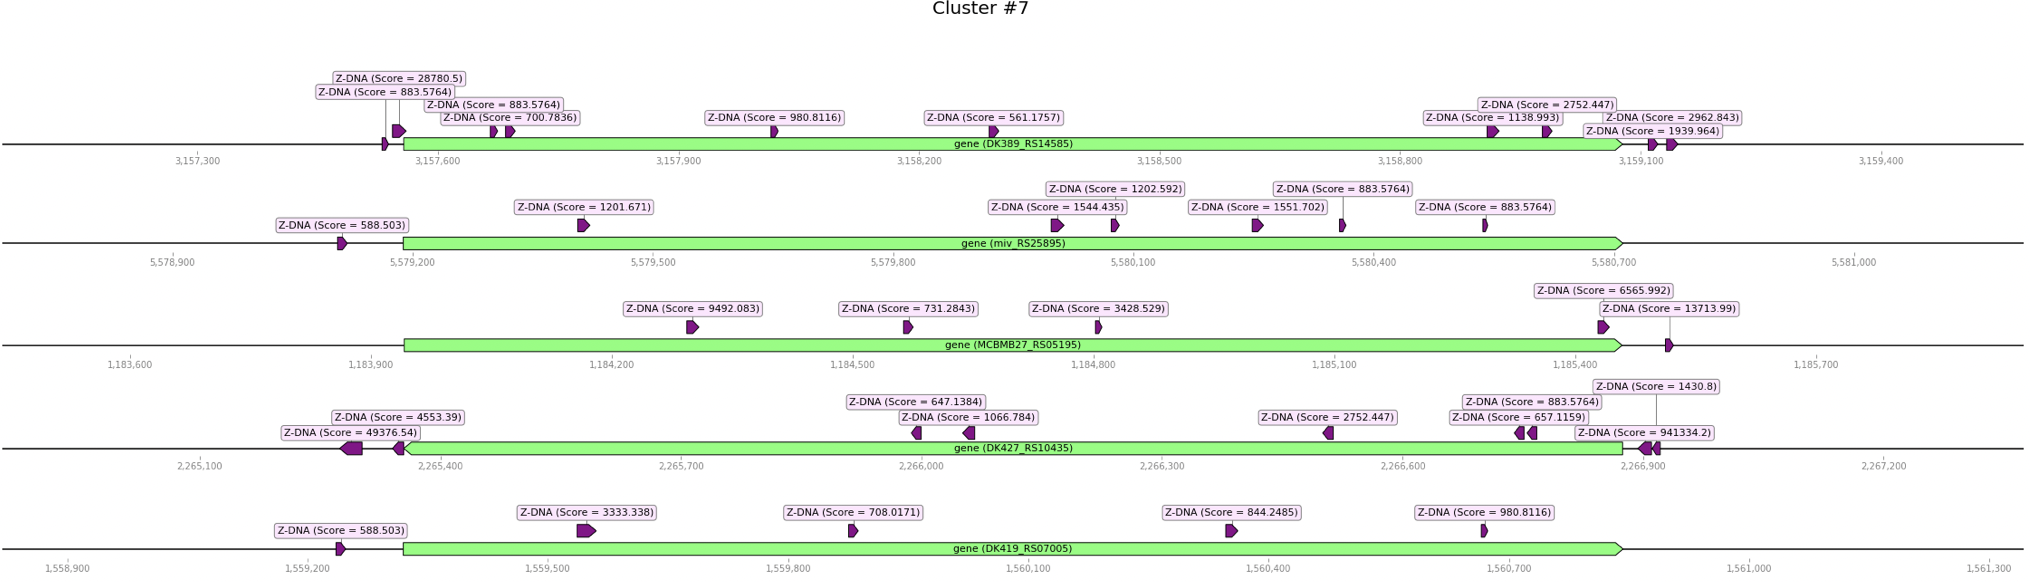 Cluster #7
Z-DNA (Score = 28780.5)
Z-DNA (Score = 883.5764)
Z-DNA (Score = 883.5764)
Z-DNA (Score = 2752.447)
Z-DNA (Score = 700.7836)
Z-DNA (Score = 980.8116)
Z-DNA (Score = 561.1757)
Z-DNA (Score = 1138.993)
Z-DNA (Score = 2962.843)
Z-DNA (Score = 1939.964)
gene (DK389_RS14585)
3,157,300 3,157,600 3,157,900 3,158,200 3,158,500 3,158,800 3,159,100 3,159,400
Z-DNA (Score = 1202.592)
Z-DNA (Score = 883.5764)
Z-DNA (Score = 1201.671)
Z-DNA (Score = 1544.435)
Z-DNA (Score = 1551.702)
Z-DNA (Score = 883.5764)
Z-DNA (Score = 588.503)
gene (miv_RS25895)
5,578,900 5,579,200 5,579,500 5,579,800 5,580,100 5,580,400 5,580,700 5,581,000
Z-DNA (Score = 6565.992)
Z-DNA (Score = 9492.083)
Z-DNA (Score = 731.2843)
Z-DNA (Score = 3428.529)
Z-DNA (Score = 13713.99)
gene (MCBMB27_RS05195)
1,183,600 1,183,900 1,184,200 1,184,500 1,184,800 1,185,100 1,185,400 1,185,700
Z-DNA (Score = 1430.8)
Z-DNA (Score = 647.1384)
Z-DNA (Score = 883.5764)
Z-DNA (Score = 4553.39)
Z-DNA (Score = 1066.784)
Z-DNA (Score = 2752.447)
Z-DNA (Score = 657.1159)
Z-DNA (Score = 49376.54)
Z-DNA (Score = 941334.2)
gene (DK427_RS10435)
2,265,100 2,265,400 2,265,700 2,266,000 2,266,300 2,266,600 2,266,900 2,267,200
Z-DNA (Score = 3333.338)
Z-DNA (Score = 708.0171)
Z-DNA (Score = 844.2485)
Z-DNA (Score = 980.8116)
Z-DNA (Score = 588.503)
gene (DK419_RS07005)
1,558,900 1,559,200 1,559,500 1,559,800 1,560,100 1,560,400 1,560,700 1,561,000 1,561,300